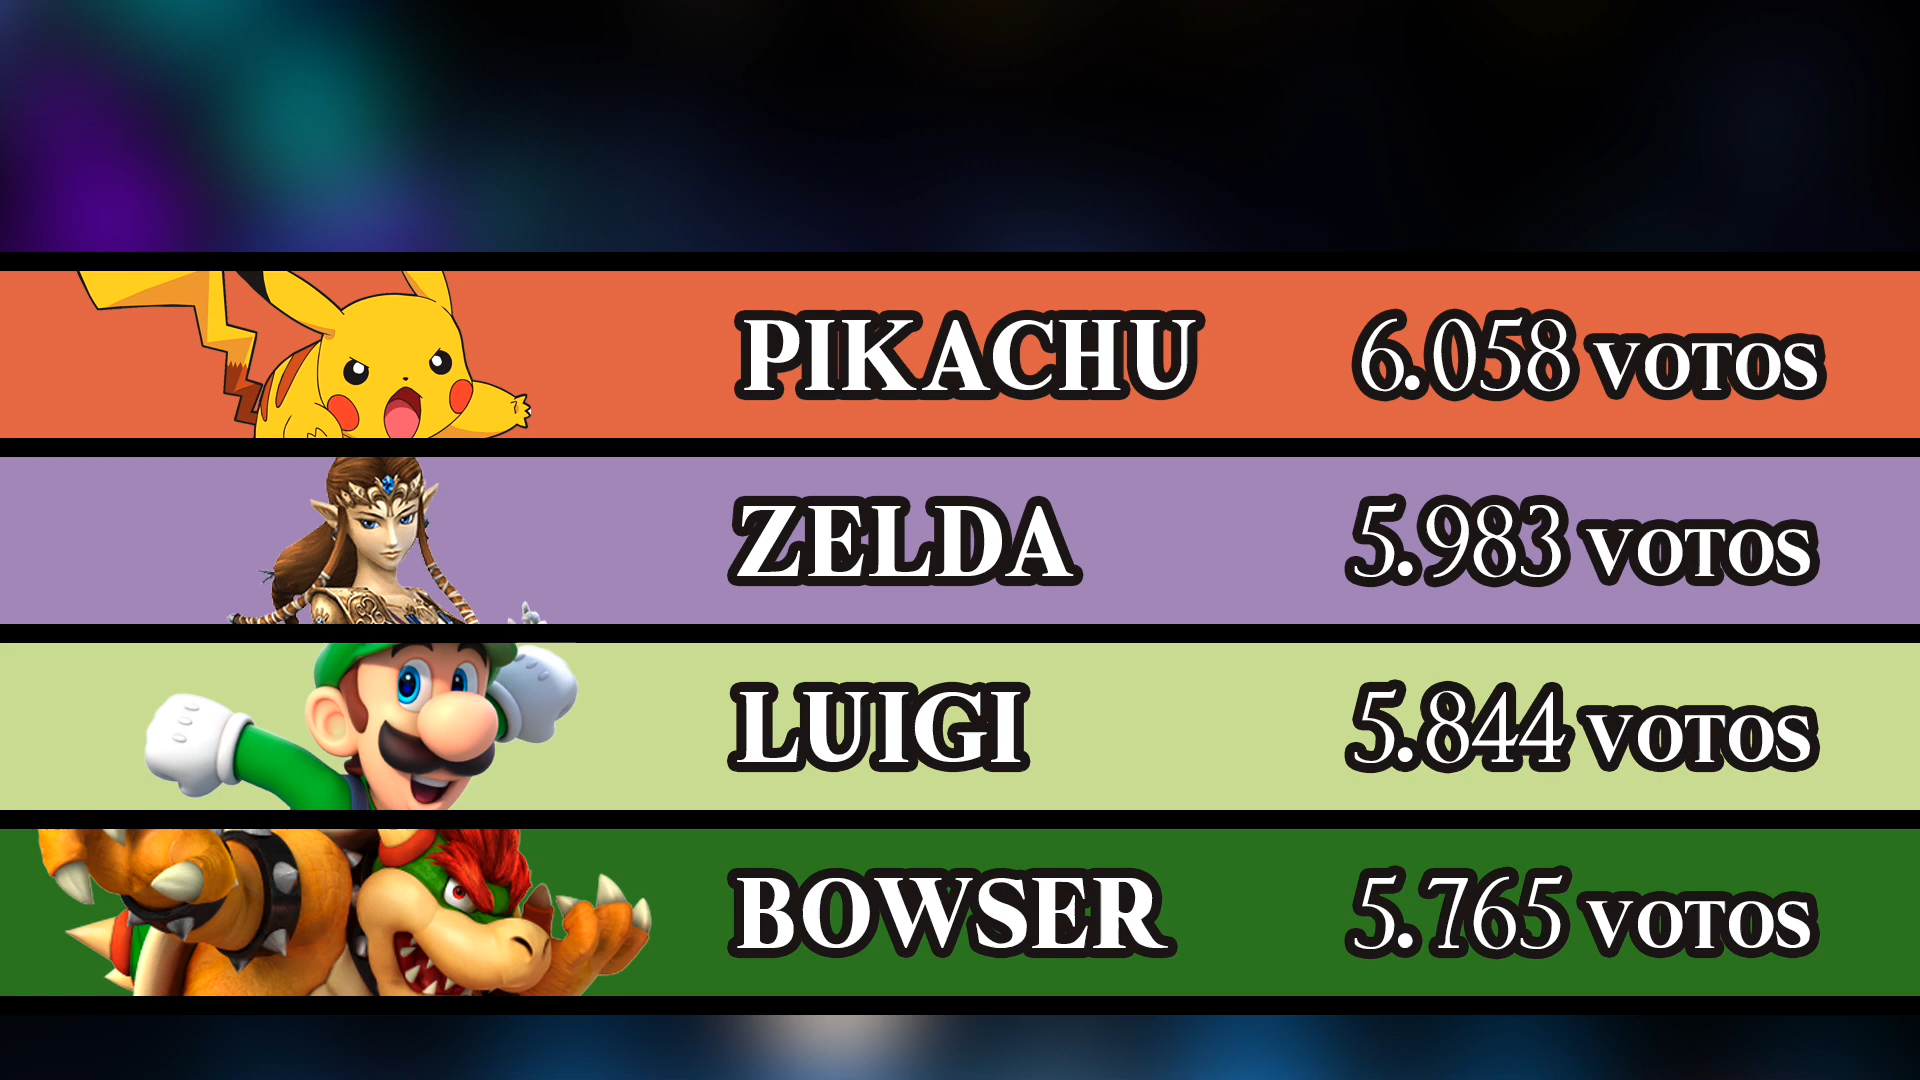 PIKACHU 6.058 VOTOS
ZELDA 5.983 VOTOS
LUIGI 5.844 VOTOS
BOWSER 5.765 VOTOS